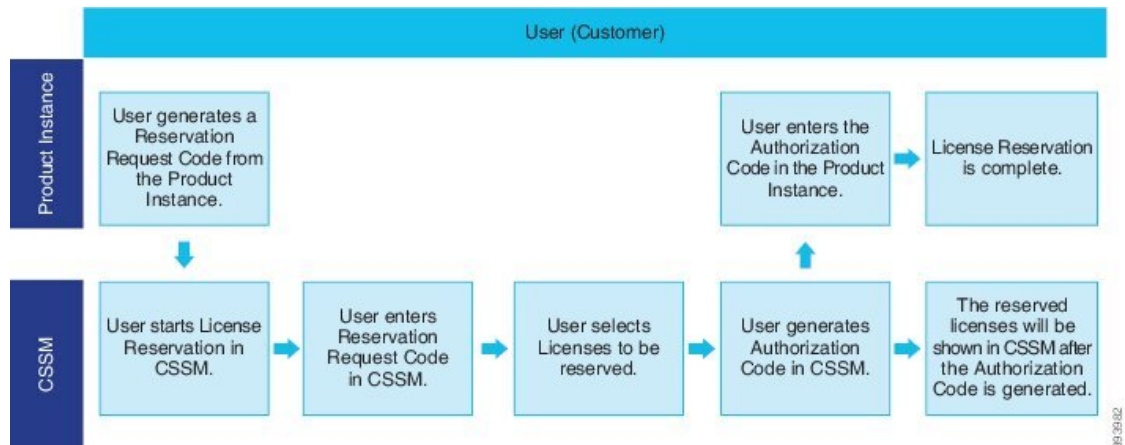 User (Customer)
Product Instance
User generates a
Reservation
Request Code from
the Product
Instance.
User enters the
Authorization
Code in the Product
Instance.
License Reservation
is complete.
CSSM
User starts License
Reservation in
CSSM.
User enters
Reservation
Request Code
in CSSM.
User selects
Licenses to be
reserved.
User generates
Authorization
Code in CSSM.
The reserved
licenses will be
shown in CSSM after
the Authorization
Code is generated.